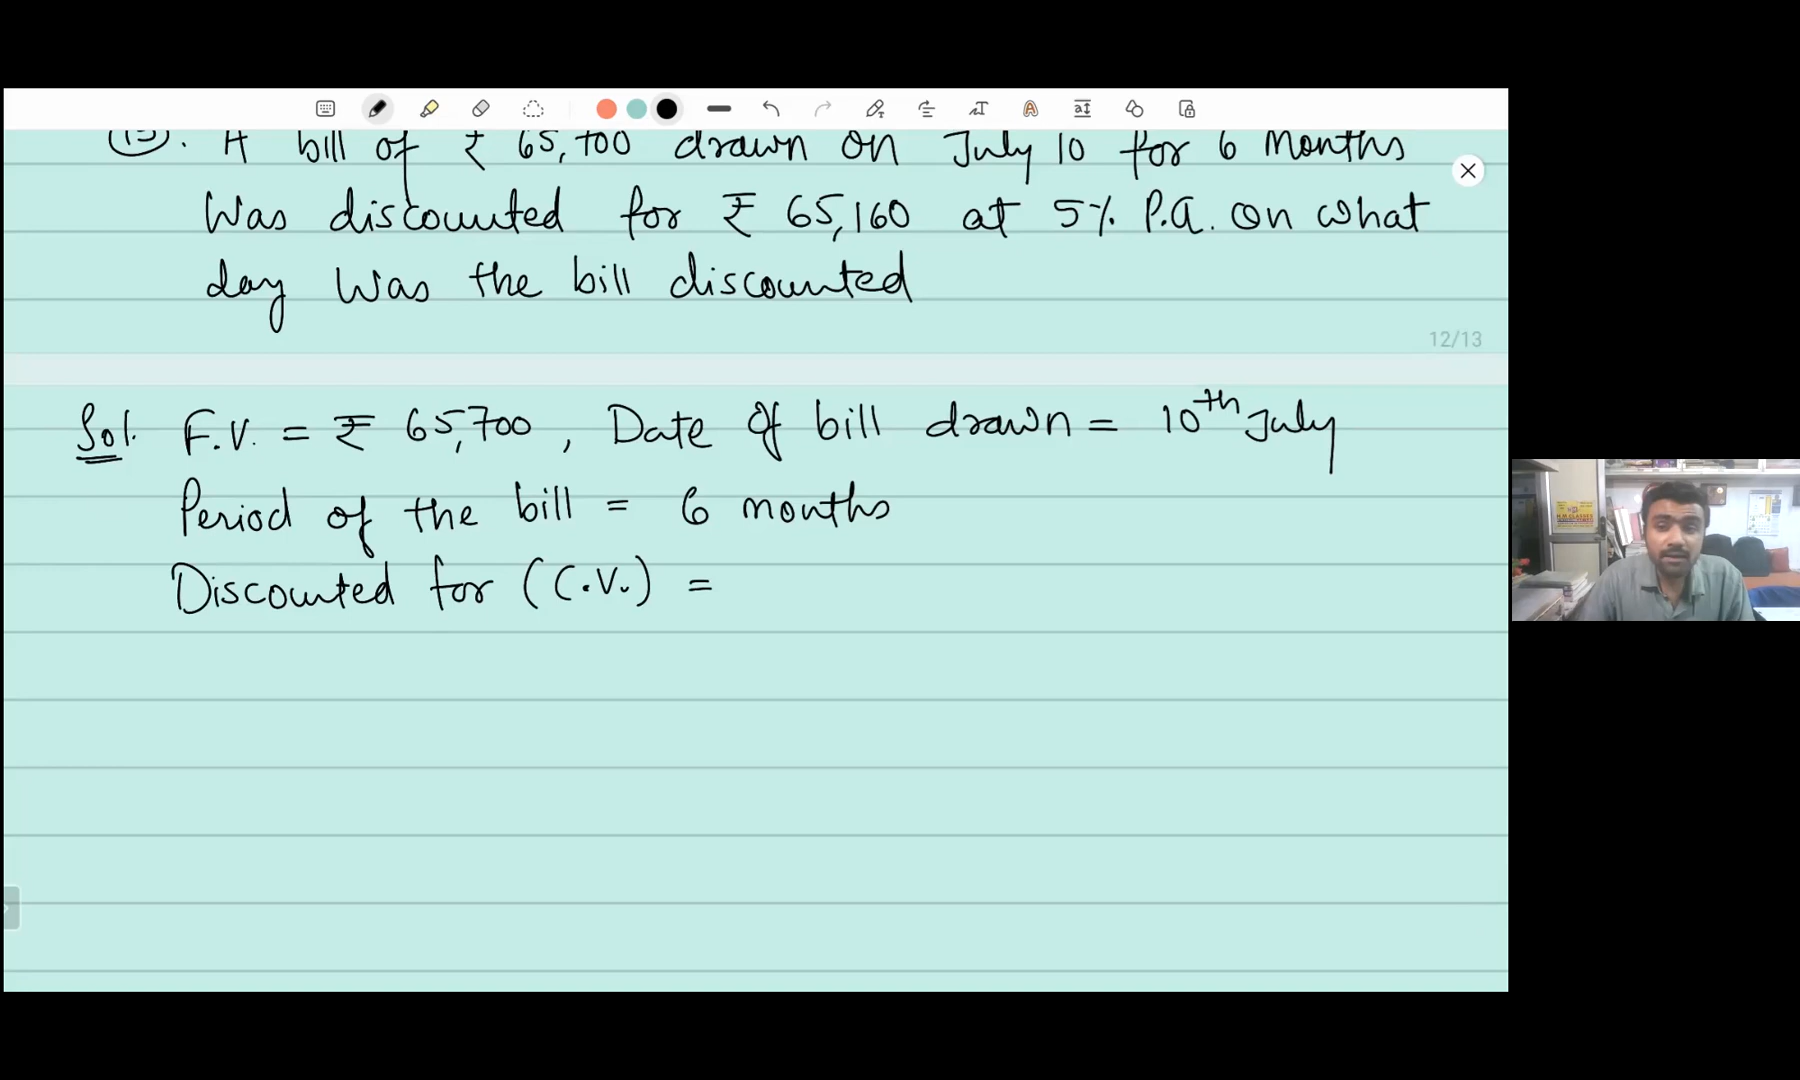 (13). A bill of ₹ 65,700 drawn on July 10 for 6 Months
Was discounted for ₹ 65,160 at 5% P.A. On what
day Was the bill discounted
12/13
Sol. F.V. = ₹ 65,700, Date Of bill drawn = 10th July
Period of the bill = 6 months
Discounted for (C.V.) =